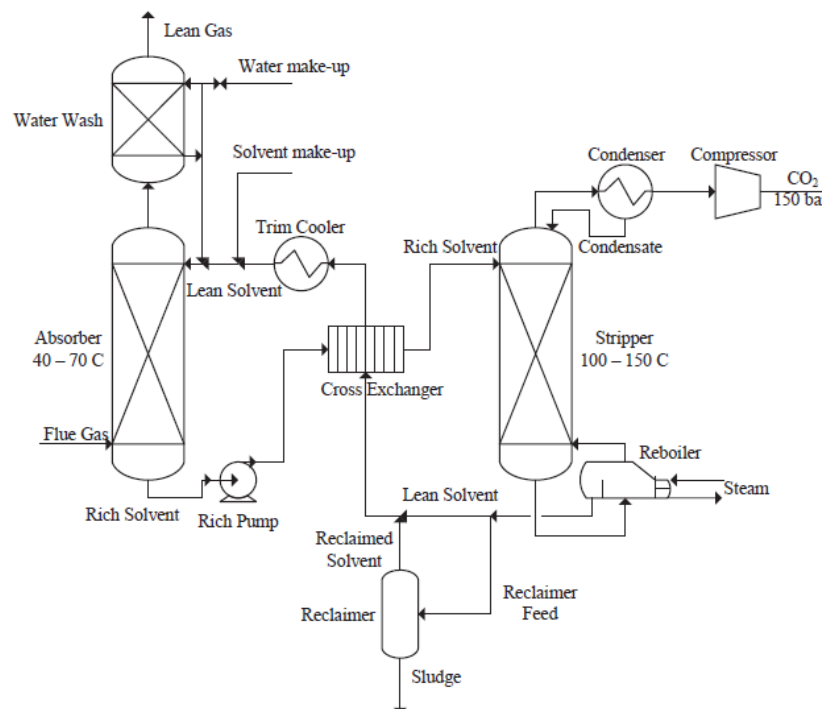 Lean Gas
Water make-up
Water Wash
Solvent make-up
Condenser
Compressor
CO2
150 bar
Trim Cooler
Rich Solvent
Condensate
Lean Solvent
Absorber
40 – 70 C
Stripper
100 – 150 C
Cross Exchanger
Flue Gas
Reboiler
Steam
Lean Solvent
Rich Solvent
Rich Pump
Reclaimed
Solvent
Reclaimer
Reclaimer
Feed
Sludge